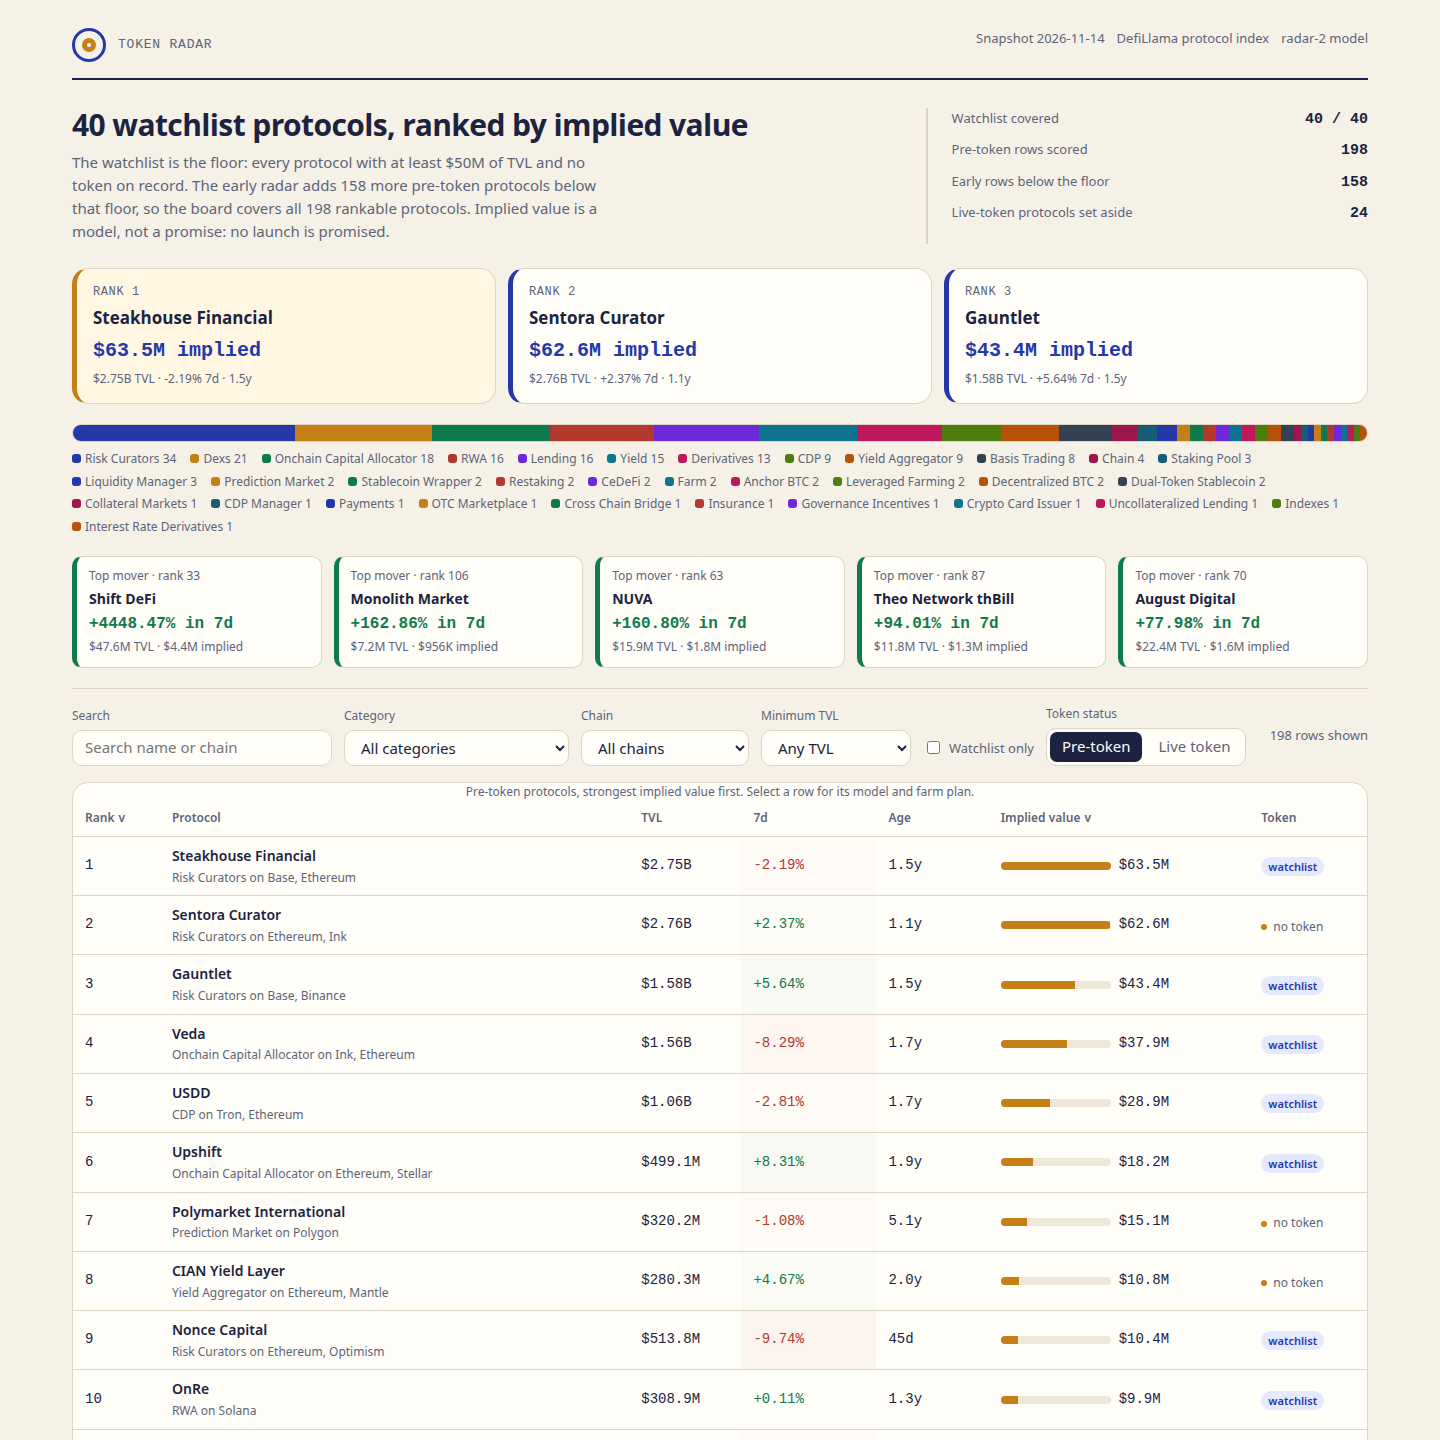 TOKEN RADAR
Snapshot 2026-11-14 DefiLlama protocol index radar-2 model
40 watchlist protocols, ranked by implied value
The watchlist is the floor: every protocol with at least $50M of TVL and no
token on record. The early radar adds 158 more pre-token protocols below
that floor, so the board covers all 198 rankable protocols. Implied value is a
model, not a promise: no launch is promised.
Watchlist covered 40 / 40
Pre-token rows scored 198
Early rows below the floor 158
Live-token protocols set aside 24
RANK 1
Steakhouse Financial
$63.5M implied
$2.75B TVL · -2.19% 7d · 1.5y
RANK 2
Sentora Curator
$62.6M implied
$2.76B TVL · +2.37% 7d · 1.1y
RANK 3
Gauntlet
$43.4M implied
$1.58B TVL · +5.64% 7d · 1.5y
Risk Curators 34 Dexs 21 Onchain Capital Allocator 18 RWA 16 Lending 16 Yield 15 Derivatives 13 CDP 9 Yield Aggregator 9 Basis Trading 8 Chain 4 Staking Pool 3
Liquidity Manager 3 Prediction Market 2 Stablecoin Wrapper 2 Restaking 2 CeDeFi 2 Farm 2 Anchor BTC 2 Leveraged Farming 2 Decentralized BTC 2 Dual-Token Stablecoin 2
Collateral Markets 1 CDP Manager 1 Payments 1 OTC Marketplace 1 Cross Chain Bridge 1 Insurance 1 Governance Incentives 1 Crypto Card Issuer 1 Uncollateralized Lending 1 Indexes 1
Interest Rate Derivatives 1
Top mover · rank 33
Shift DeFi
+4448.47% in 7d
$47.6M TVL · $4.4M implied
Top mover · rank 106
Monolith Market
+162.86% in 7d
$7.2M TVL · $956K implied
Top mover · rank 63
NUVA
+160.80% in 7d
$15.9M TVL · $1.8M implied
Top mover · rank 87
Theo Network thBill
+94.01% in 7d
$11.8M TVL · $1.3M implied
Top mover · rank 70
August Digital
+77.98% in 7d
$22.4M TVL · $1.6M implied
Search Category Chain Minimum TVL Token status
Search name or chain All categories All chains Any TVL Watchlist only Pre-token Live token 198 rows shown
Pre-token protocols, strongest implied value first. Select a row for its model and farm plan.
Rank v Protocol TVL 7d Age Implied value v Token
1 Steakhouse Financial $2.75B -2.19% 1.5y $63.5M watchlist
Risk Curators on Base, Ethereum
2 Sentora Curator $2.76B +2.37% 1.1y $62.6M no token
Risk Curators on Ethereum, Ink
3 Gauntlet $1.58B +5.64% 1.5y $43.4M watchlist
Risk Curators on Base, Binance
4 Veda $1.56B -8.29% 1.7y $37.9M watchlist
Onchain Capital Allocator on Ink, Ethereum
5 USDD $1.06B -2.81% 1.7y $28.9M watchlist
CDP on Tron, Ethereum
6 Upshift $499.1M +8.31% 1.9y $18.2M watchlist
Onchain Capital Allocator on Ethereum, Stellar
7 Polymarket International $320.2M -1.08% 5.1y $15.1M no token
Prediction Market on Polygon
8 CIAN Yield Layer $280.3M +4.67% 2.0y $10.8M no token
Yield Aggregator on Ethereum, Mantle
9 Nonce Capital $513.8M -9.74% 45d $10.4M watchlist
Risk Curators on Ethereum, Optimism
10 OnRe $308.9M +0.11% 1.3y $9.9M watchlist
RWA on Solana